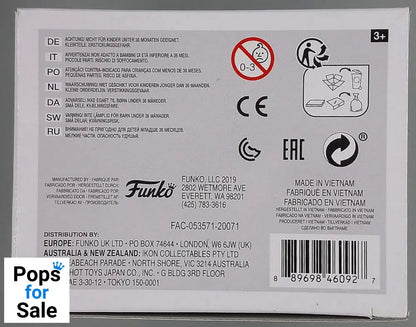 DE ACHTUNG! NICHT FÜR KINDER UNTER 36 MONATEN GEEIGNET.
KLEINTEILE. ERSTICKUNGSGEFAHR.
IT AVVERTENZA! NON ADATTO A BAMBINI DI ETÀ INFERIORE A 36 MESI.
PICCOLE PARTI. RISCHIO DI SOFFOCAMENTO.
PO ATENÇÃO! CONTRA-INDICADO PARA CRIANÇAS COM MENOS DE 36 MESES.
PEQUENAS PARTES. RISCO DE ASFIXIA.
NL WAARSCHUWING! NIET GESCHIKT VOOR KINDEREN JONGER DAN 36 MAANDEN.
KLEINE ONDERDELEN. VERSTIKKINGSGEVAAR.
DA ADVARSEL! IKKE EGNET TIL BØRN UNDER 36 MÅNEDER.
SMÅ DELE. KVÆLNINGSFARE.
SW VARNING! INTE LÄMPLIG FÖR BARN UNDER 36 MÅNADER.
SMÅ DELAR. KVÄVNINGSRISK.
RU ВНИМАНИЕ! НЕ ПРИГОДНО ДЛЯ ДЕТЕЙ МЛАДШЕ 36 МЕСЯЦЕВ.
МЕЛКИЕ ЧАСТИ. ОПАСНОСТЬ УДУШЕНИЯ.
0-3
3+
CE
EAC
MANUFACTURED BY • FABRIQUÉ PAR
FABRICADO POR • HERGESTELLT DURCH
FABBRICATO DA • FABRICADO POR
VERVAARDIGD DOOR • FREMSTILLET AF
TILLVERKAD AV •
Funko
FUNKO, LLC 2019
2802 WETMORE AVE
EVERETT, WA 98201
(425) 783-3616
FAC-053571-20071
MADE IN VIETNAM
FABRIQUÉ EN VIETNAM
FABRICADO EN VIETNAM
HERGESTELLT IN VIETNAM • FABBRICATO IN VIETNAM
FABRICADO NO VIETNAM • VERVAARDIGD IN VIETNAM
FREMSTILLET I VIETNAM • TILLVERKAD I VIETNAM
СДЕЛАНО ВО ВЬЕТНАМЕ
DISTRIBUTION BY:
EUROPE: FUNKO UK LTD • PO BOX 74644 • LONDON, W6 6JW UK
AUSTRALIA & NEW ZEALAND: IKON COLLECTABLES PTY LTD
SEABEACH PARADE • NORTH SHORE, VIC 3214 AUSTRALIA
HOT TOYS JAPAN CO., INC. • G BLDG 3RD FLOOR
AE 3-30-12 • TOKYO 150-0001
8 89698 46092 7
Pops
for
Sale